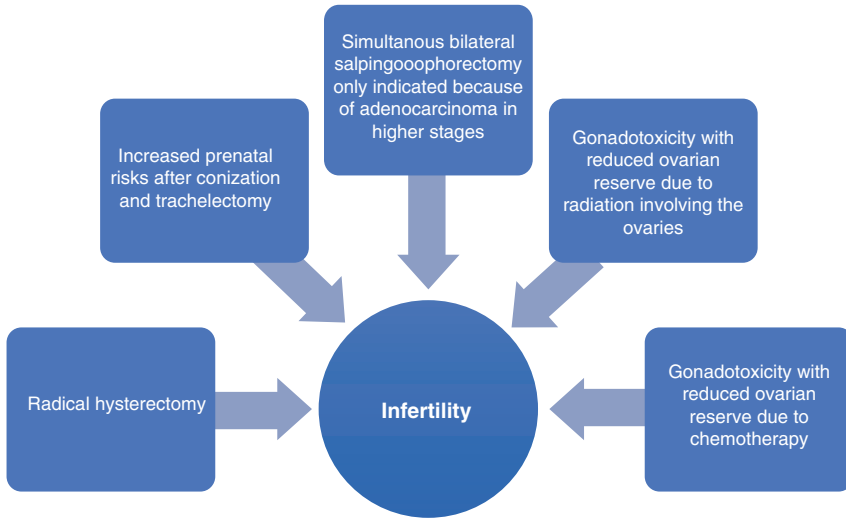 Simultanous bilateral
salpingooophorectomy
only indicated because
of adenocarcinoma in
higher stages
Increased prenatal
risks after conization
and trachelectomy
Gonadotoxicity with
reduced ovarian
reserve due to
radiation involving the
ovaries
Radical hysterectomy
Infertility
Gonadotoxicity with
reduced ovarian
reserve due to
chemotherapy